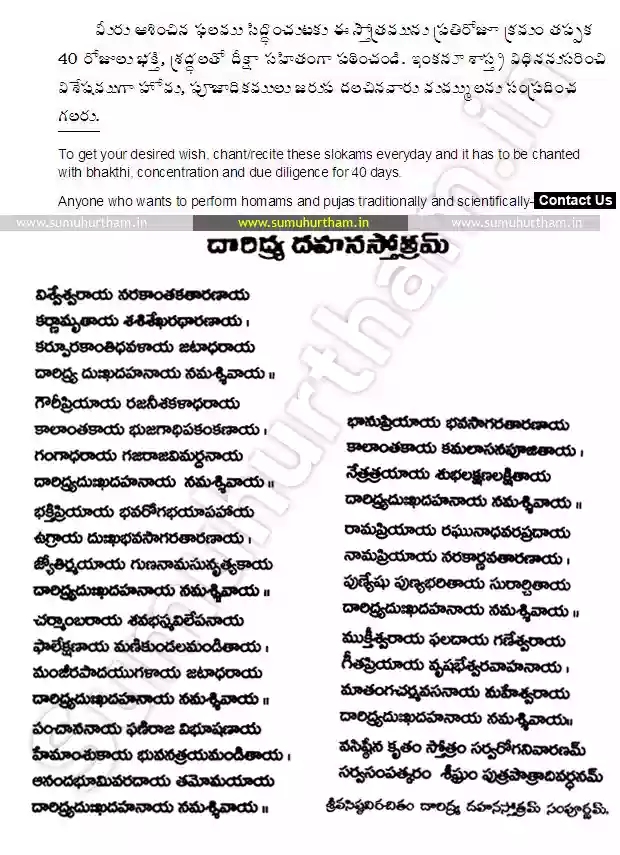 మీరు ఆశించిన ఫలము సిద్ధించుటకు ఈ స్తోత్రమును ప్రతిరోజూ క్రమం తప్పక
40 రోజులు భక్తి, శ్రద్ధలతో దీక్షా సహితంగా పఠించండి. ఇంకనూ శాస్త్ర విధిననుసరించి
విశేషముగా హోమ, పూజాదికములు జరుప దలచినవారు మమ్ములను సంప్రదించ
గలరు.
To get your desired wish, chant/recite these slokams everyday and it has to be chanted
with bhakthi, concentration and due diligence for 40 days.
Anyone who wants to perform homams and pujas traditionally and scientifically- Contact Us
www.sumuhurtham.in www.sumuhurtham.in www.sumuhurtham.in
దారిద్ర్య దహనస్తోత్రమ్
విశ్వేశ్వరాయ నరకాంతకతారణాయ
కర్ణామృతాయ శశిశేఖరధారణాయ।
కర్పూరకాంతిధవళాయ జటాధరాయ
దారిద్ర్య దుఃఖదహనాయ నమశ్శివాయ॥
గౌరీప్రియాయ రజనీశకళాధరాయ
కాలాంతకాయ భుజగాధిపకంకణాయ।
గంగాధరాయ గజరాజవిమర్దనాయ
దారిద్ర్యదుఃఖదహనాయ నమశ్శివాయ॥
భక్తిప్రియాయ భవరోగభయాపహాయ
ఉగ్రాయ దుఃఖభవసాగరతారణాయ।
జ్యోతిర్మయాయ గుణనామసునృత్యకాయ
దారిద్ర్యదుఃఖదహనాయ నమశ్శివాయ॥
చర్మాంబరాయ శవభస్మవిలేపనాయ
ఫాలేక్షణాయ మణికుండలమండితాయ।
మంజీరపాదయుగళాయ జటాధరాయ
దారిద్ర్యదుఃఖదహనాయ నమశ్శివాయ॥
పంచాననాయ ఫణిరాజ విభూషణాయ
హేమాంశుకాయ భువనత్రయమండితాయ।
ఆనందభూమివరదాయ తమోమయాయ
దారిద్ర్యదుఃఖదహనాయ నమశ్శివాయ॥
భానుప్రియాయ భవసాగరతారణాయ
కాలాంతకాయ కమలాసనపూజితాయ।
నేత్రత్రయాయ శుభలక్షణలక్షితాయ
దారిద్ర్యదుఃఖదహనాయ నమశ్శివాయ॥
రామప్రియాయ రఘునాధవరప్రదాయ
నామప్రియాయ నరకార్ణవతారణాయ।
పుణ్యేషు పుణ్యభరితాయ సురార్చితాయ
దారిద్ర్యదుఃఖదహనాయ నమశ్శివాయ॥
ముక్తీశ్వరాయ ఫలదాయ గణేశ్వరాయ
గీతప్రియాయ వృషభేశ్వరవాహనాయ।
మాతంగచర్మవసనాయ మహేశ్వరాయ
దారిద్ర్యదుఃఖదహనాయ నమశ్శివాయ॥
వసిష్ఠేన కృతం స్తోత్రం సర్వరోగనివారణమ్
సర్వసంపత్కరం శీఘ్రం పుత్రపౌత్రాదివర్ధనమ్
శ్రీవసిష్ఠవిరచితం దారిద్ర్య దహనస్తోత్రమ్ సంపూర్ణమ్.
sumuhurtham.in